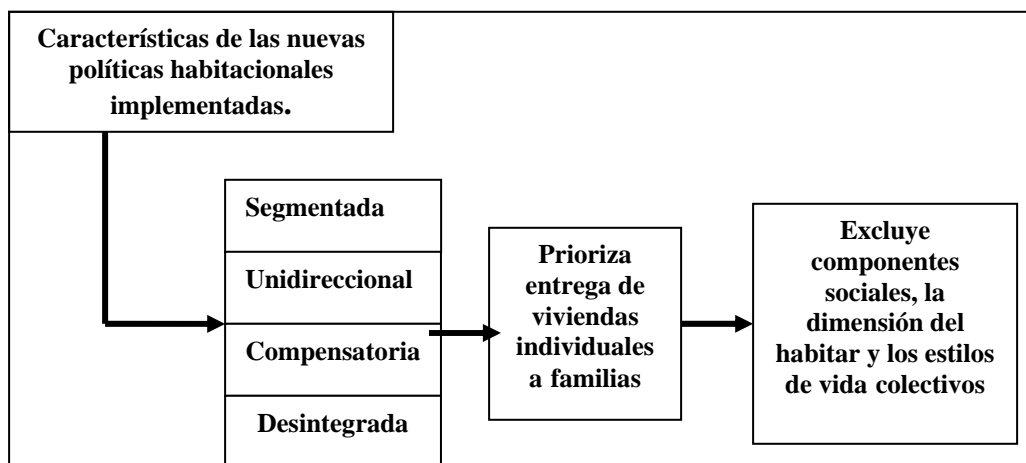 Características de las nuevas
políticas habitacionales
implementadas.
Segmentada
Unidireccional
Compensatoria
Desintegrada
Prioriza
entrega de
viviendas
individuales
a familias
Excluye
componentes
sociales, la
dimensión del
habitar y los estilos
de vida colectivos